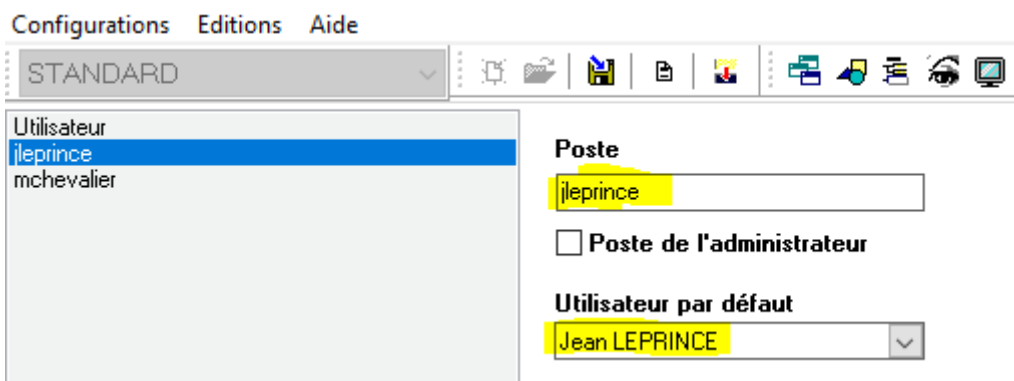 Configurations Editions Aide
STANDARD
Utilisateur
jleprince
mchevalier
Poste
jleprince
Poste de l'administrateur
Utilisateur par défaut
Jean LEPRINCE